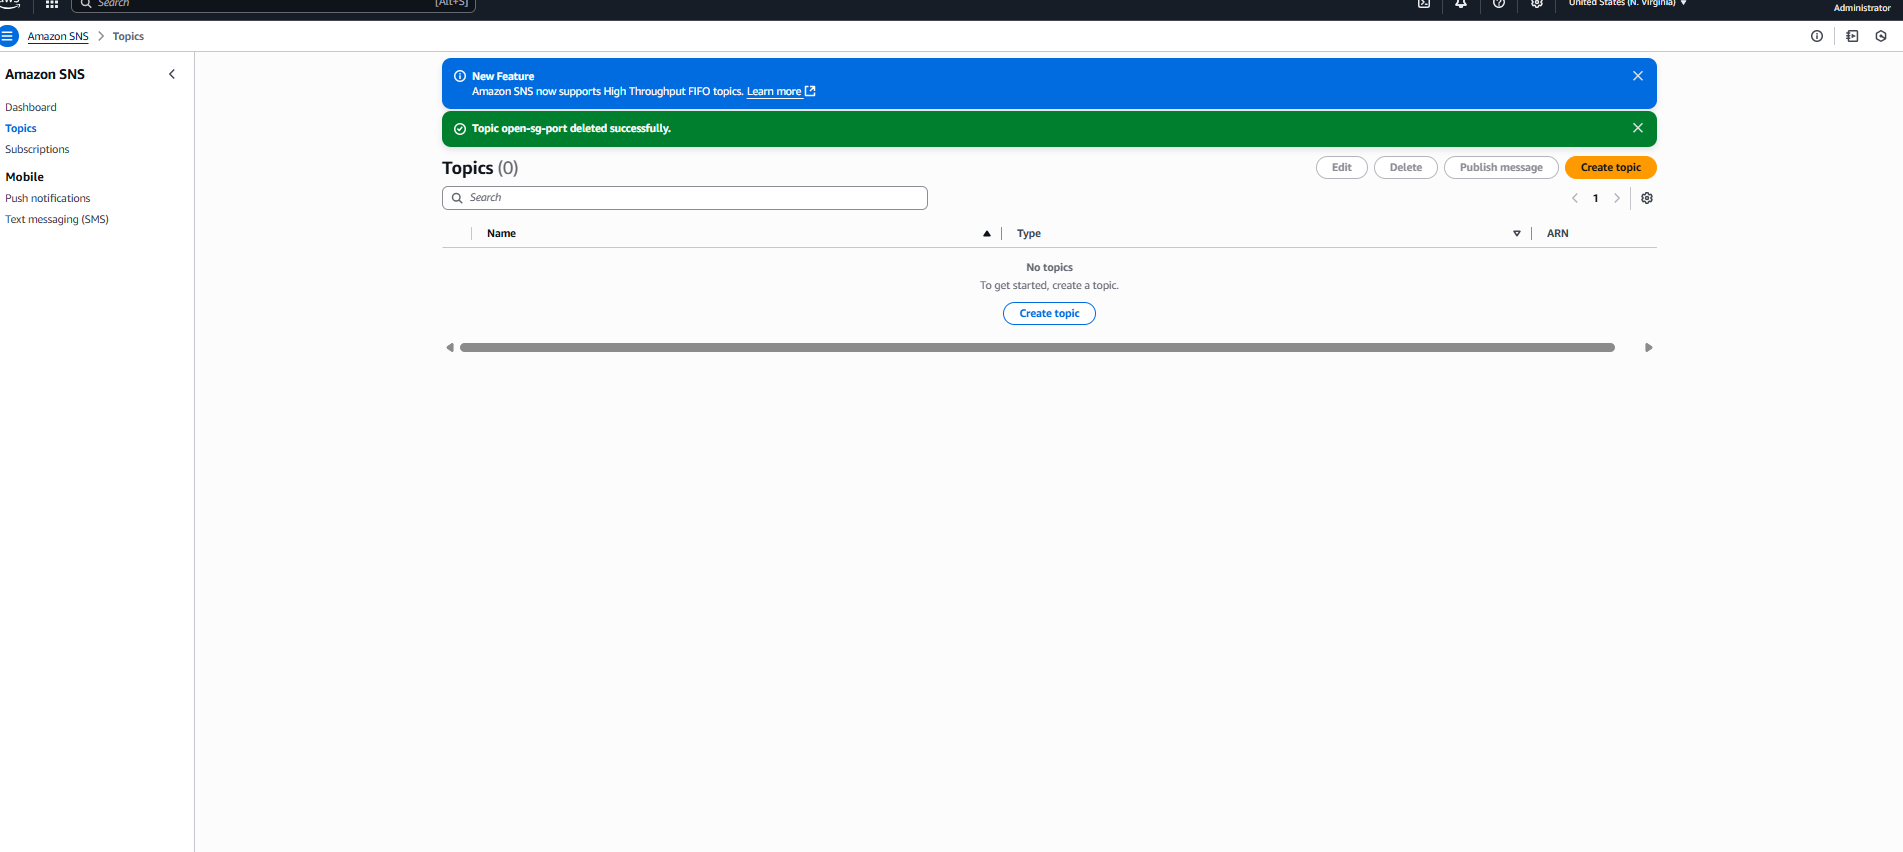 Search
[Alt+S]
United States (N. Virginia)
Administrator
Amazon SNS
Topics
Amazon SNS
Dashboard
Topics
Subscriptions
Mobile
Push notifications
Text messaging (SMS)
New Feature
Amazon SNS now supports High Throughput FIFO topics. Learn more
Topic open-sg-port deleted successfully.
Topics (0)
Edit
Delete
Publish message
Create topic
Search
1
Name
Type
ARN
No topics
To get started, create a topic.
Create topic